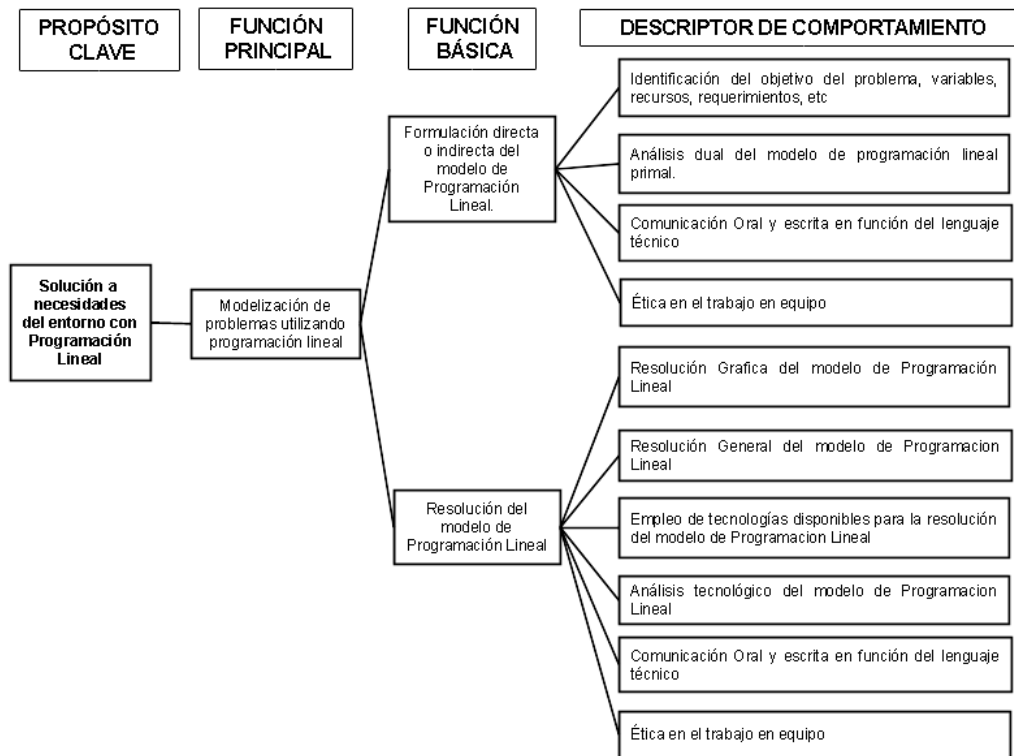 PROPÓSITO
CLAVE
FUNCIÓN
PRINCIPAL
FUNCIÓN
BÁSICA
DESCRIPTOR DE COMPORTAMIENTO
Solución a
necesidades
del entorno con
Programación
Lineal
Modelización de
problemas utilizando
programación lineal
Formulación directa
o indirecta del
modelo de
Programación
Lineal.
Identificación del objetivo del problema, variables,
recursos, requerimientos, etc
Análisis dual del modelo de programación lineal
primal.
Comunicación Oral y escrita en función del lenguaje
técnico
Ética en el trabajo en equipo
Resolución del
modelo de
Programación Lineal
Resolución Grafica del modelo de Programación
Lineal
Resolución General del modelo de Programacion
Lineal
Empleo de tecnologías disponibles para la resolución
del modelo de Programacion Lineal
Análisis tecnológico del modelo de Programacion
Lineal
Comunicación Oral y escrita en función del lenguaje
técnico
Ética en el trabajo en equipo